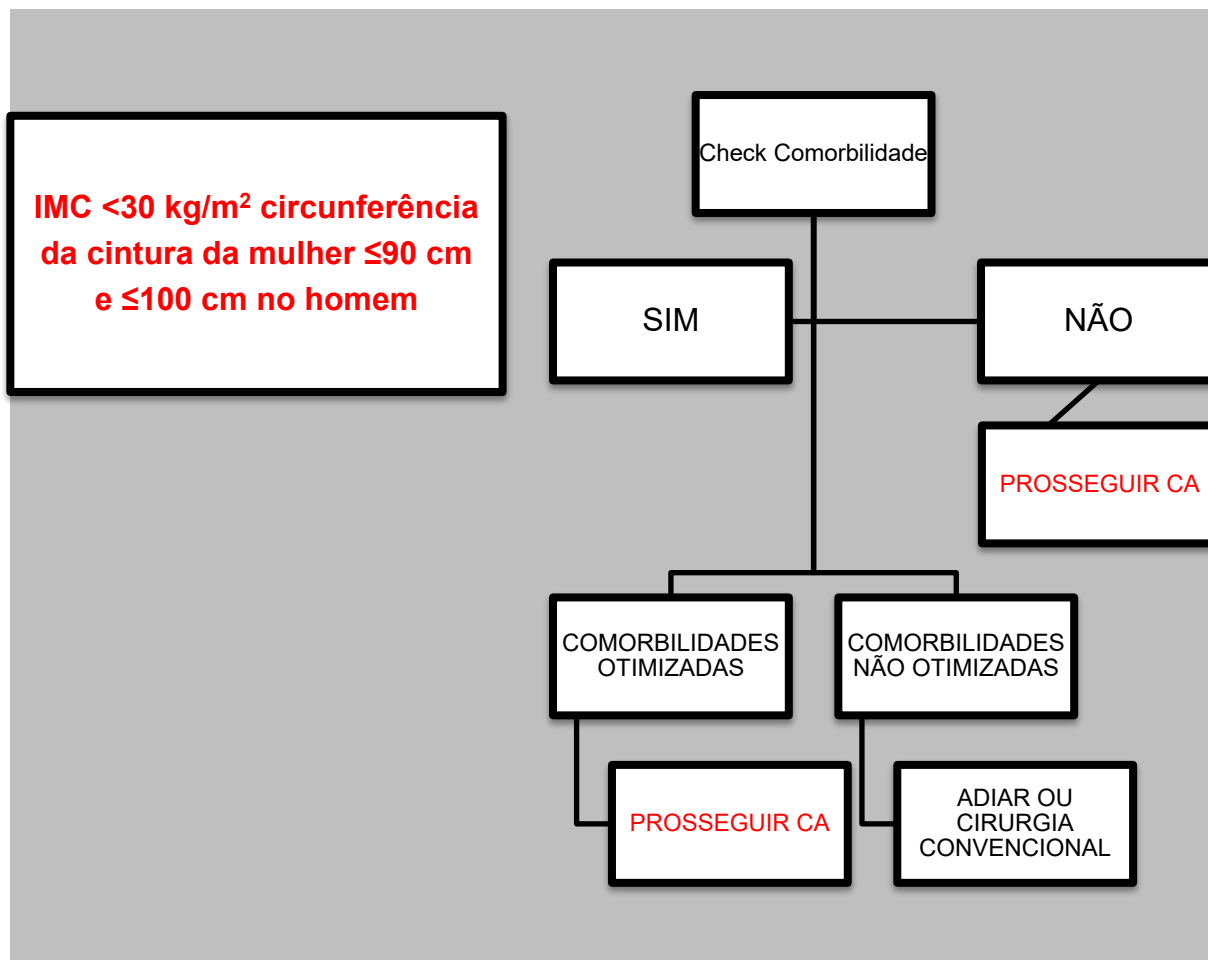 IMC <30 kg/m² circunferência
da cintura da mulher ≤90 cm
e ≤100 cm no homem
Check Comorbilidade
SIM
NÃO
PROSSEGUIR CA
COMORBILIDADES
OTIMIZADAS
COMORBILIDADES
NÃO OTIMIZADAS
PROSSEGUIR CA
ADIAR OU
CIRURGIA
CONVENCIONAL